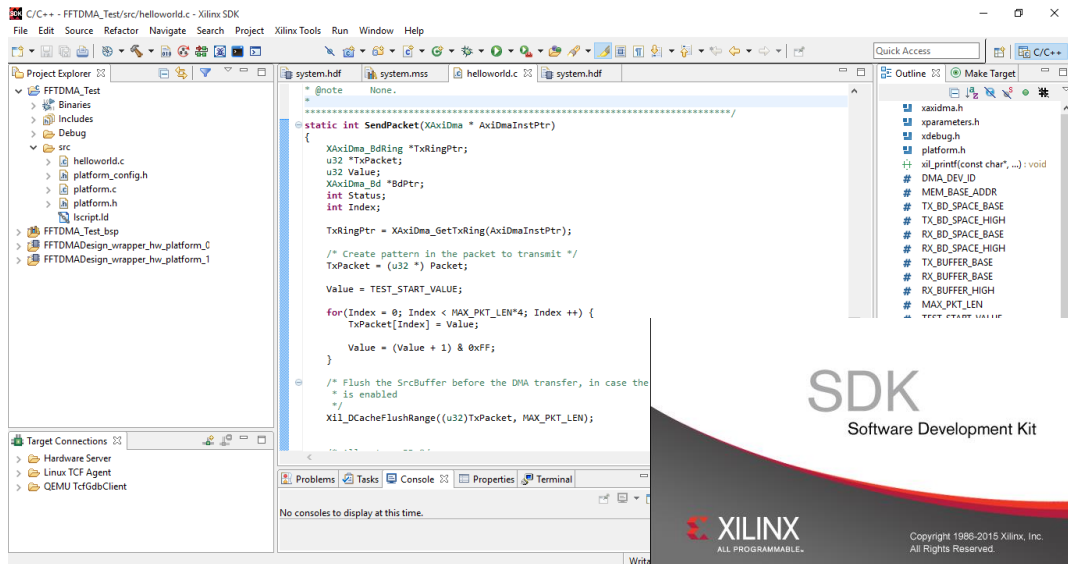 C/C++ - FFTDMA_Test/src/helloworld.c - Xilinx SDK
File Edit Source Refactor Navigate Search Project Xilinx Tools Run Window Help
Quick Access
C/C++
Project Explorer
FFTDMA_Test
Binaries
Includes
Debug
src
helloworld.c
platform_config.h
platform.c
platform.h
lscript.ld
FFTDMA_Test_bsp
FFTDMADesign_wrapper_hw_platform_0
FFTDMADesign_wrapper_hw_platform_1
Target Connections
Hardware Server
Linux TCF Agent
QEMU TcfGdbClient
system.hdf system.mss helloworld.c system.hdf
* @note None.
*
******************************************************************************/
static int SendPacket(XAxiDma * AxiDmaInstPtr)
{
XAxiDma_BdRing *TxRingPtr;
u32 *TxPacket;
u32 Value;
XAxiDma_Bd *BdPtr;
int Status;
int Index;
TxRingPtr = XAxiDma_GetTxRing(AxiDmaInstPtr);
/* Create pattern in the packet to transmit */
TxPacket = (u32 *) Packet;
Value = TEST_START_VALUE;
for(Index = 0; Index < MAX_PKT_LEN*4; Index ++) {
TxPacket[Index] = Value;
Value = (Value + 1) & 0xFF;
}
/* Flush the SrcBuffer before the DMA transfer, in case the
* is enabled
*/
Xil_DCacheFlushRange((u32)TxPacket, MAX_PKT_LEN);
Problems Tasks Console Properties Terminal
No consoles to display at this time.
Writa
Outline Make Target
xaxidma.h
xparameters.h
xdebug.h
platform.h
xil_printf(const char*, ...) : void
DMA_DEV_ID
MEM_BASE_ADDR
TX_BD_SPACE_BASE
TX_BD_SPACE_HIGH
RX_BD_SPACE_BASE
RX_BD_SPACE_HIGH
TX_BUFFER_BASE
RX_BUFFER_BASE
RX_BUFFER_HIGH
MAX_PKT_LEN
TEST_START_VALUE
SDK
Software Development Kit
XILINX
ALL PROGRAMMABLE™
Copyright 1986-2015 Xilinx, Inc.
All Rights Reserved.